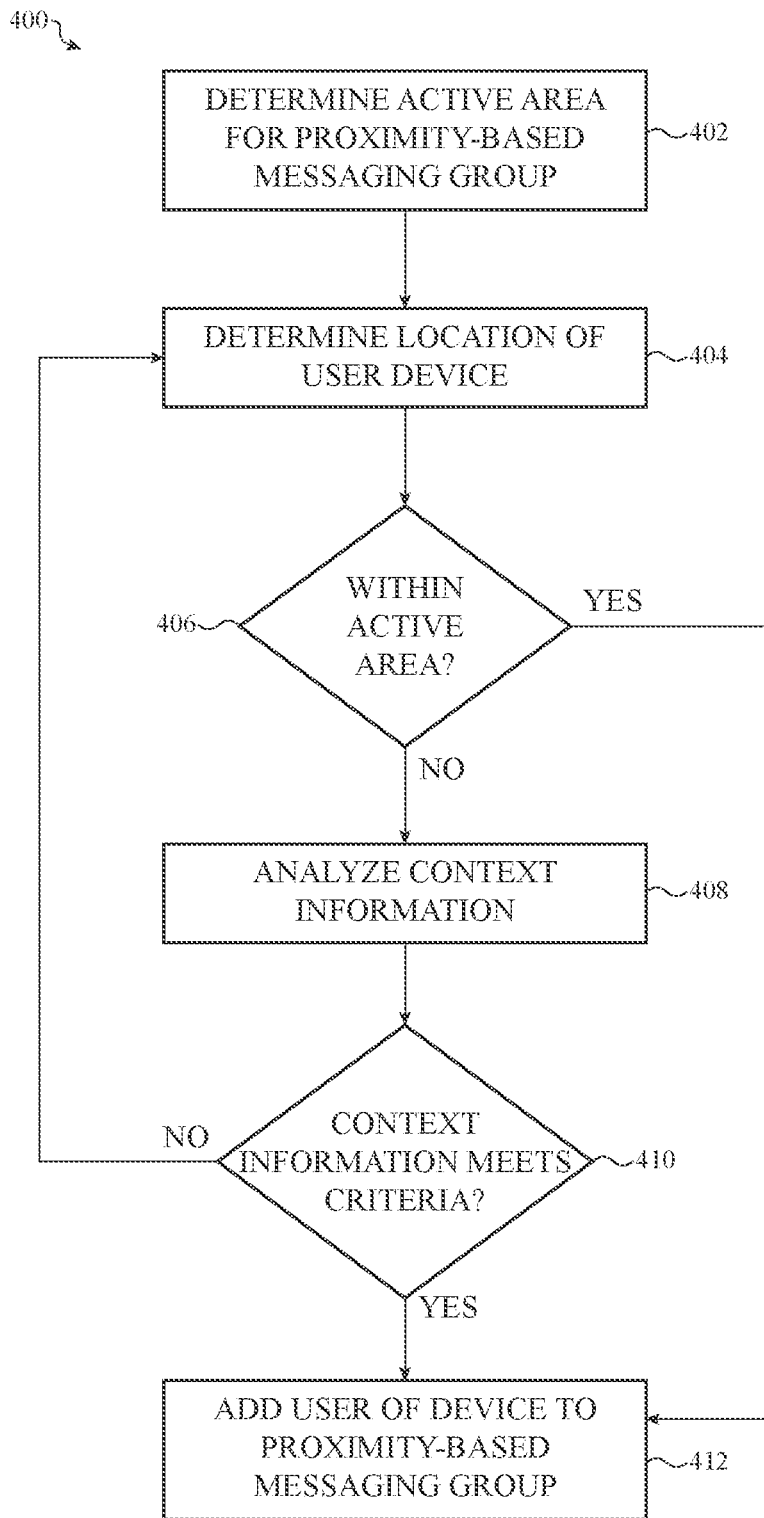 400
DETERMINE ACTIVE AREA
FOR PROXIMITY-BASED
MESSAGING GROUP
402
DETERMINE LOCATION OF
USER DEVICE
404
WITHIN
ACTIVE
AREA?
406
YES
NO
ANALYZE CONTEXT
INFORMATION
408
CONTEXT
INFORMATION MEETS
CRITERIA?
NO
410
YES
ADD USER OF DEVICE TO
PROXIMITY-BASED
MESSAGING GROUP
412